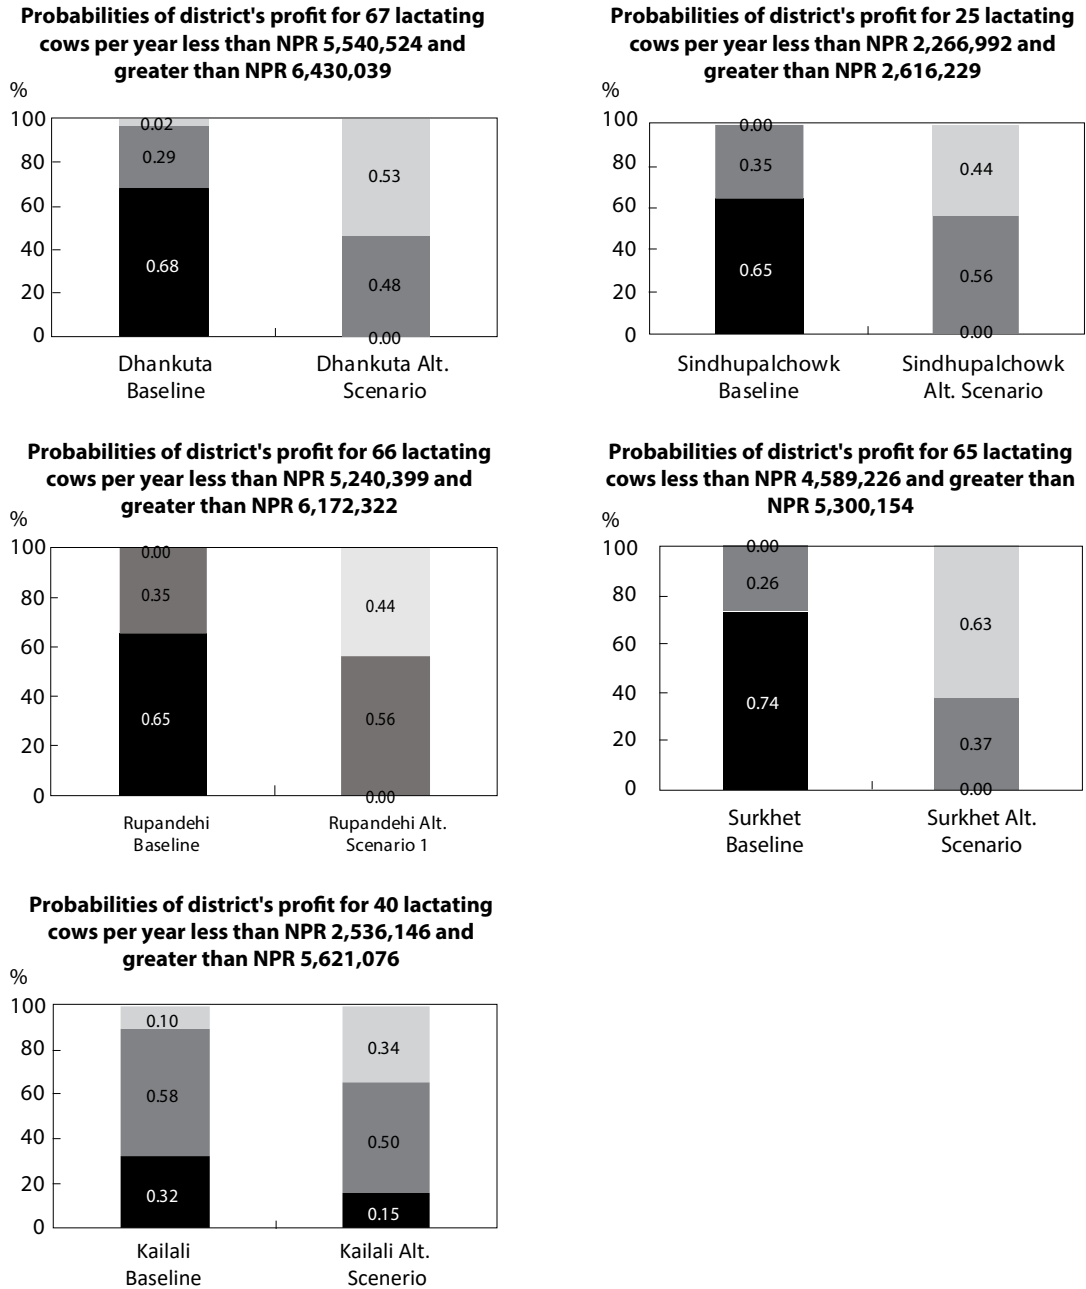 Probabilities of district's profit for 67 lactating
cows per year less than NPR 5,540,524 and
greater than NPR 6,430,039
%
100
80
60
40
20
0
0.02
0.29
0.68
0.53
0.48
0.00
Dhankuta
Baseline
Dhankuta Alt.
Scenario
Probabilities of district's profit for 25 lactating
cows per year less than NPR 2,266,992 and
greater than NPR 2,616,229
%
100
80
60
40
20
0
0.00
0.35
0.65
0.44
0.56
0.00
Sindhupalchowk
Baseline
Sindhupalchowk
Alt. Scenario
Probabilities of district's profit for 66 lactating
cows per year less than NPR 5,240,399 and
greater than NPR 6,172,322
%
100
80
60
40
20
0
0.00
0.35
0.65
0.44
0.56
0.00
Rupandehi
Baseline
Rupandehi Alt.
Scenario 1
Probabilities of district's profit for 65 lactating
cows less than NPR 4,589,226 and greater than
NPR 5,300,154
%
100
80
60
40
20
0
0.00
0.26
0.74
0.63
0.37
0.00
Surkhet
Baseline
Surkhet Alt.
Scenario
Probabilities of district's profit for 40 lactating
cows per year less than NPR 2,536,146 and
greater than NPR 5,621,076
%
100
80
60
40
20
0
0.10
0.58
0.32
0.34
0.50
0.15
Kailali
Baseline
Kailali Alt.
Scenerio